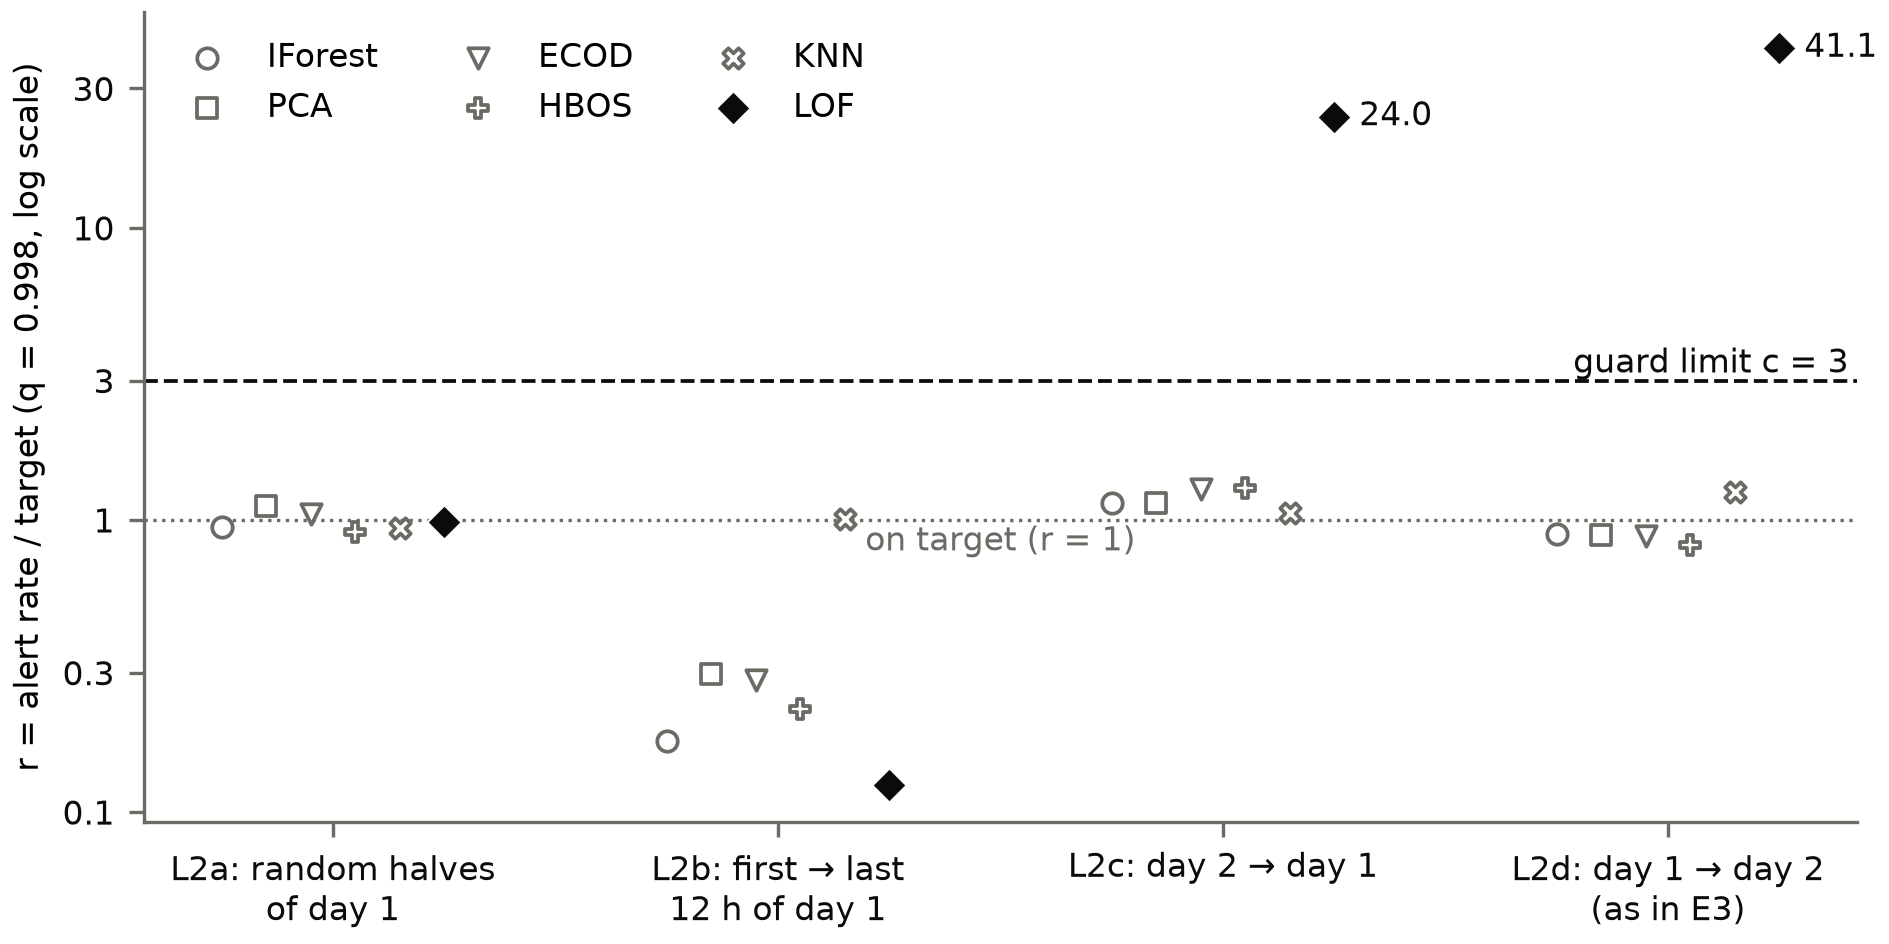 IForest
PCA
ECOD
HBOS
KNN
LOF
r = alert rate / target (q = 0.998, log scale)
30
10
3
1
0.3
0.1
24.0
41.1
guard limit c = 3
on target (r = 1)
L2a: random halves
of day 1
L2b: first → last
12 h of day 1
L2c: day 2 → day 1
L2d: day 1 → day 2
(as in E3)